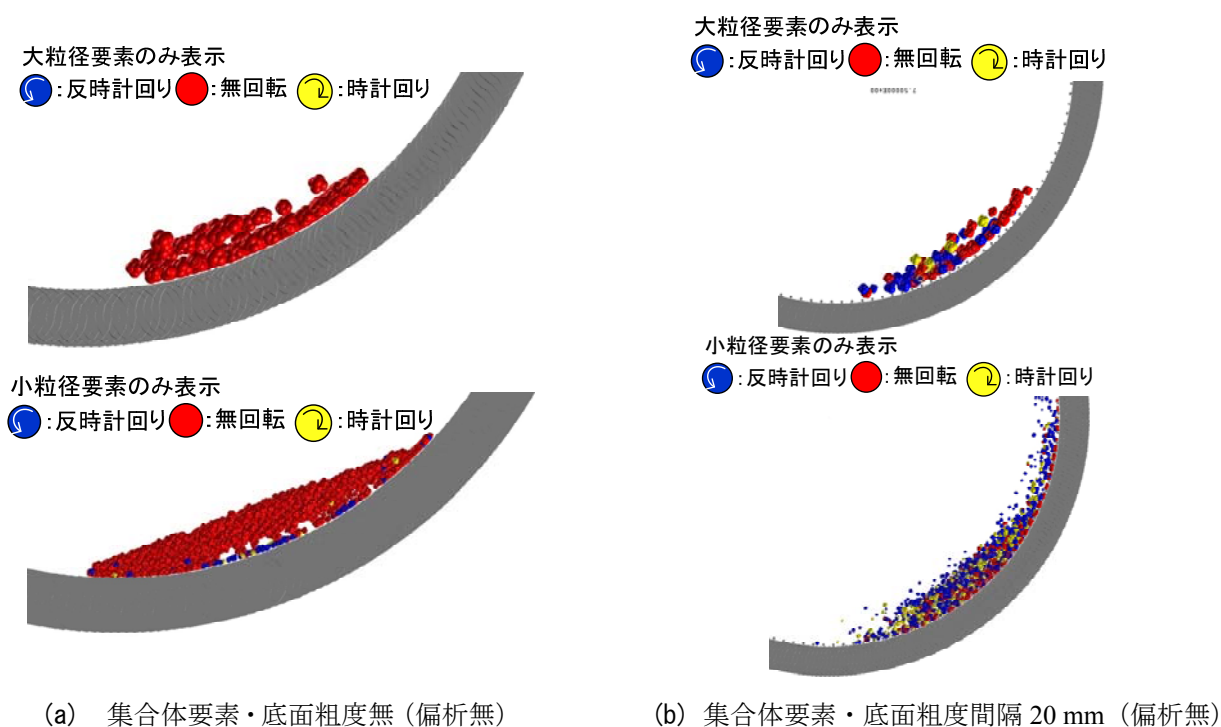 大粒径要素のみ表示
:反時計回り :無回転 :時計回り
小粒径要素のみ表示
:反時計回り :無回転 :時計回り
(a) 集合体要素・底面粗度無（偏析無）
大粒径要素のみ表示
:反時計回り :無回転 :時計回り
7.5000E+00
小粒径要素のみ表示
:反時計回り :無回転 :時計回り
(b) 集合体要素・底面粗度間隔 20 mm（偏析無）